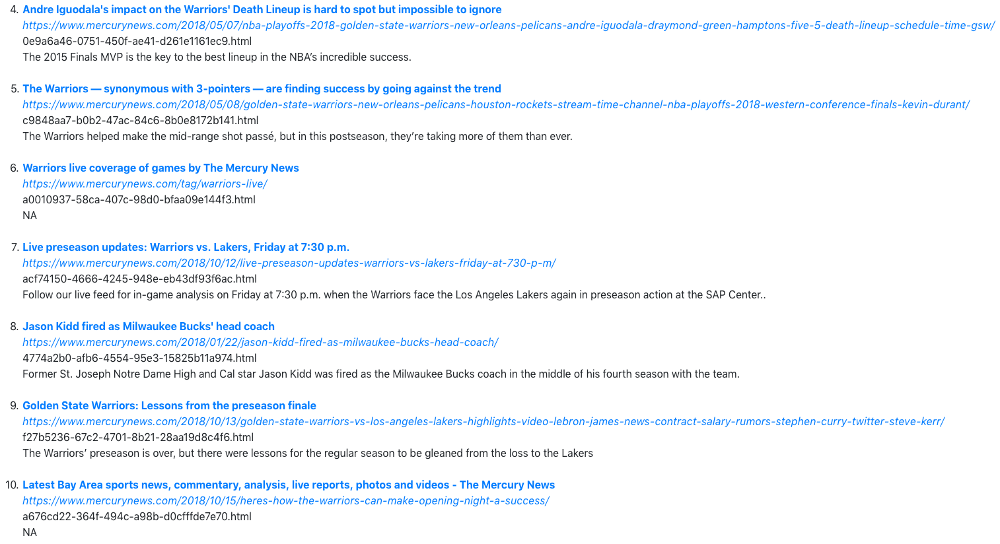 4. Andre Iguodala's impact on the Warriors' Death Lineup is hard to spot but impossible to ignore
https://www.mercurynews.com/2018/05/07/nba-playoffs-2018-golden-state-warriors-new-orleans-pelicans-andre-iguodala-draymond-green-hamptons-five-5-death-lineup-schedule-time-gsw/
0e9a6a46-0751-450f-ae41-d261e1161ec9.html
The 2015 Finals MVP is the key to the best lineup in the NBA’s incredible success.
5. The Warriors — synonymous with 3-pointers — are finding success by going against the trend
https://www.mercurynews.com/2018/05/08/golden-state-warriors-new-orleans-pelicans-houston-rockets-stream-time-channel-nba-playoffs-2018-western-conference-finals-kevin-durant/
c9848aa7-b0b2-47ac-84c6-8b0e8172b141.html
The Warriors helped make the mid-range shot passé, but in this postseason, they’re taking more of them than ever.
6. Warriors live coverage of games by The Mercury News
https://www.mercurynews.com/tag/warriors-live/
a0010937-58ca-407c-98d0-bfaa09e144f3.html
NA
7. Live preseason updates: Warriors vs. Lakers, Friday at 7:30 p.m.
https://www.mercurynews.com/2018/10/12/live-preseason-updates-warriors-vs-lakers-friday-at-730-p-m/
acf74150-4666-4245-948e-eb43df93f6ac.html
Follow our live feed for in-game analysis on Friday at 7:30 p.m. when the Warriors face the Los Angeles Lakers again in preseason action at the SAP Center..
8. Jason Kidd fired as Milwaukee Bucks' head coach
https://www.mercurynews.com/2018/01/22/jason-kidd-fired-as-milwaukee-bucks-head-coach/
4774a2b0-afb6-4554-95e3-15825b11a974.html
Former St. Joseph Notre Dame High and Cal star Jason Kidd was fired as the Milwaukee Bucks coach in the middle of his fourth season with the team.
9. Golden State Warriors: Lessons from the preseason finale
https://www.mercurynews.com/2018/10/13/golden-state-warriors-vs-los-angeles-lakers-highlights-video-lebron-james-news-contract-salary-rumors-stephen-curry-twitter-steve-kerr/
f27b5236-67c2-4701-8b21-28aa19d8c4f6.html
The Warriors’ preseason is over, but there were lessons for the regular season to be gleaned from the loss to the Lakers
10. Latest Bay Area sports news, commentary, analysis, live reports, photos and videos - The Mercury News
https://www.mercurynews.com/2018/10/15/heres-how-the-warriors-can-make-opening-night-a-success/
a676cd22-364f-494c-a98b-d0cfffde7e70.html
NA